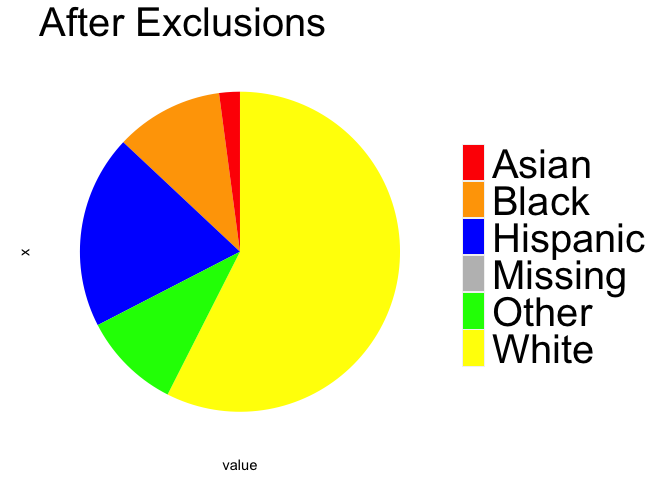 After Exclusions
x
Asian
Black
Hispanic
Missing
Other
White
value